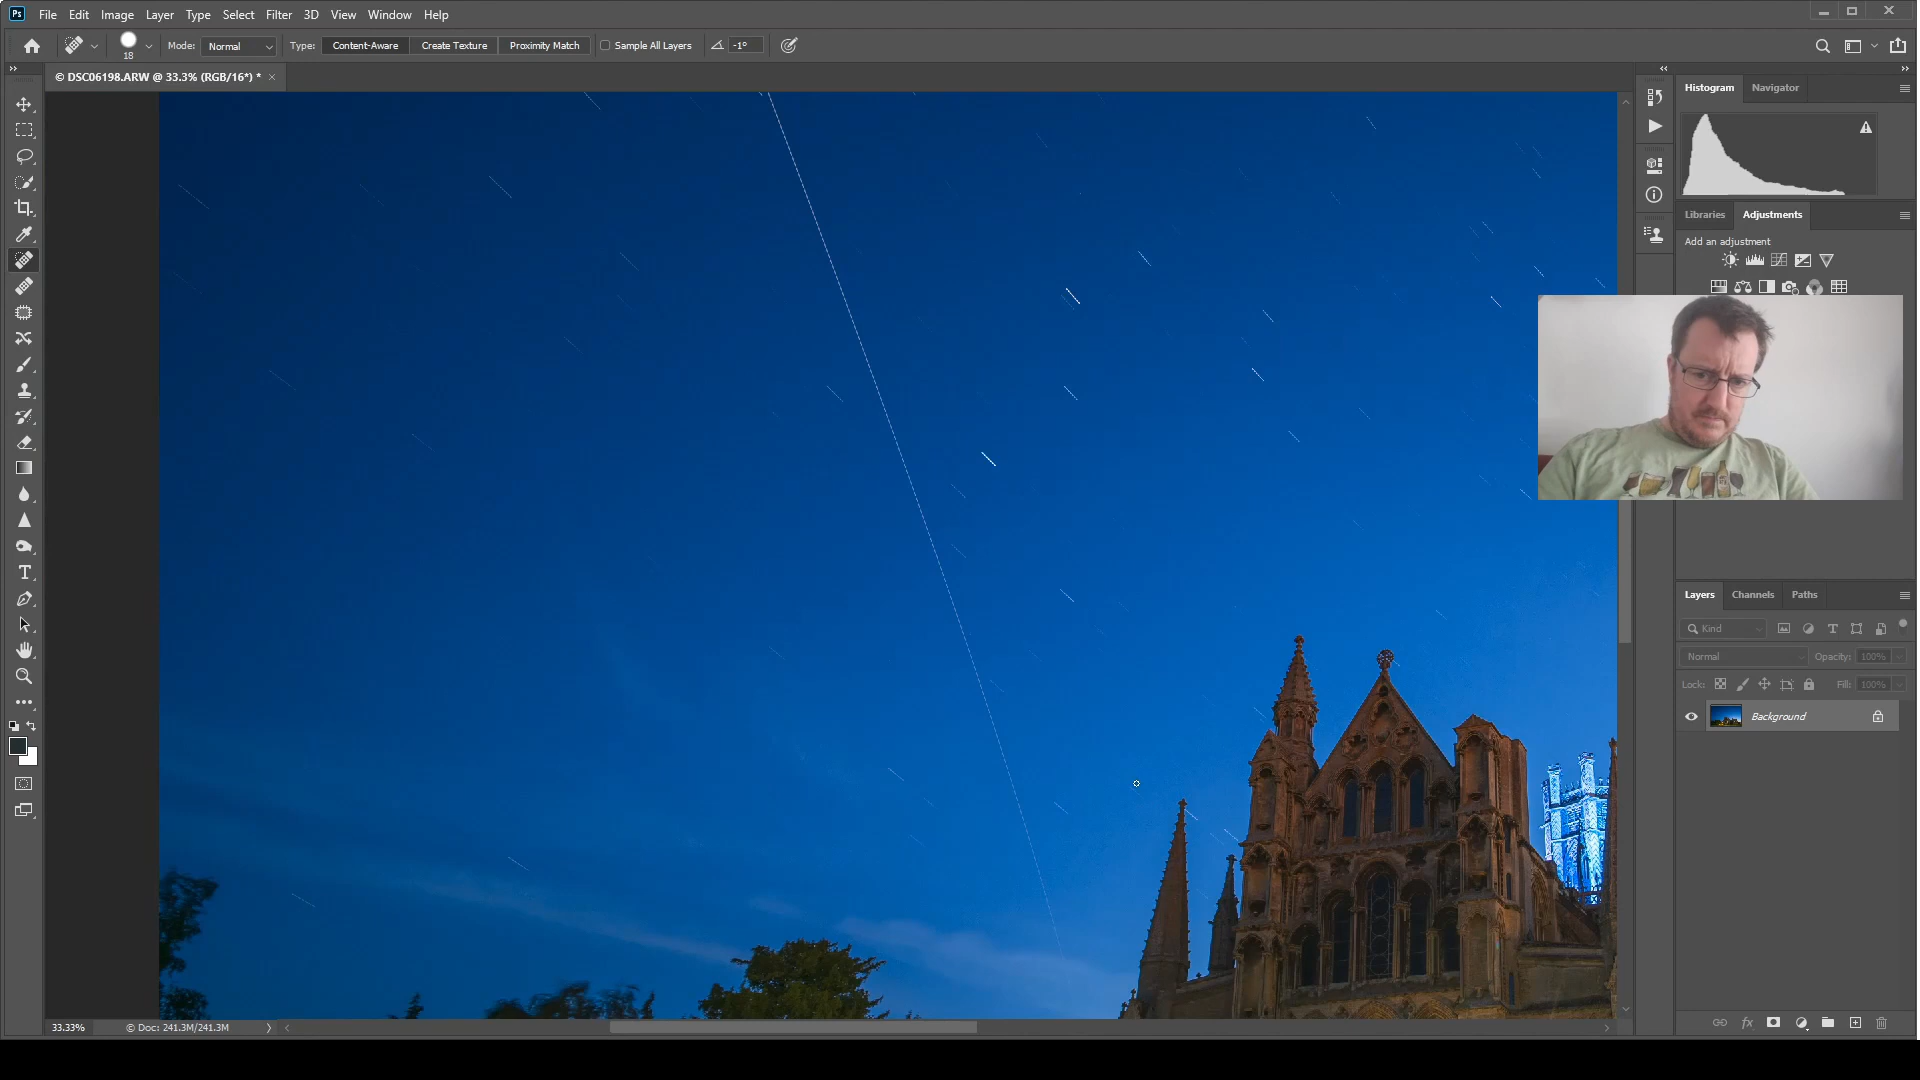 Ps File Edit Image Layer Type Select Filter 3D View Window Help
18 Mode: Normal Type: Content-Aware Create Texture Proximity Match Sample All Layers -1°
© DSC06198.ARW @ 33.3% (RGB/16*) * ×
Histogram Navigator
Libraries Adjustments
Add an adjustment
Layers Channels Paths
Kind
Normal Opacity: 100%
Lock: Fill: 100%
Background
33.33% © Doc: 241.3M/241.3M